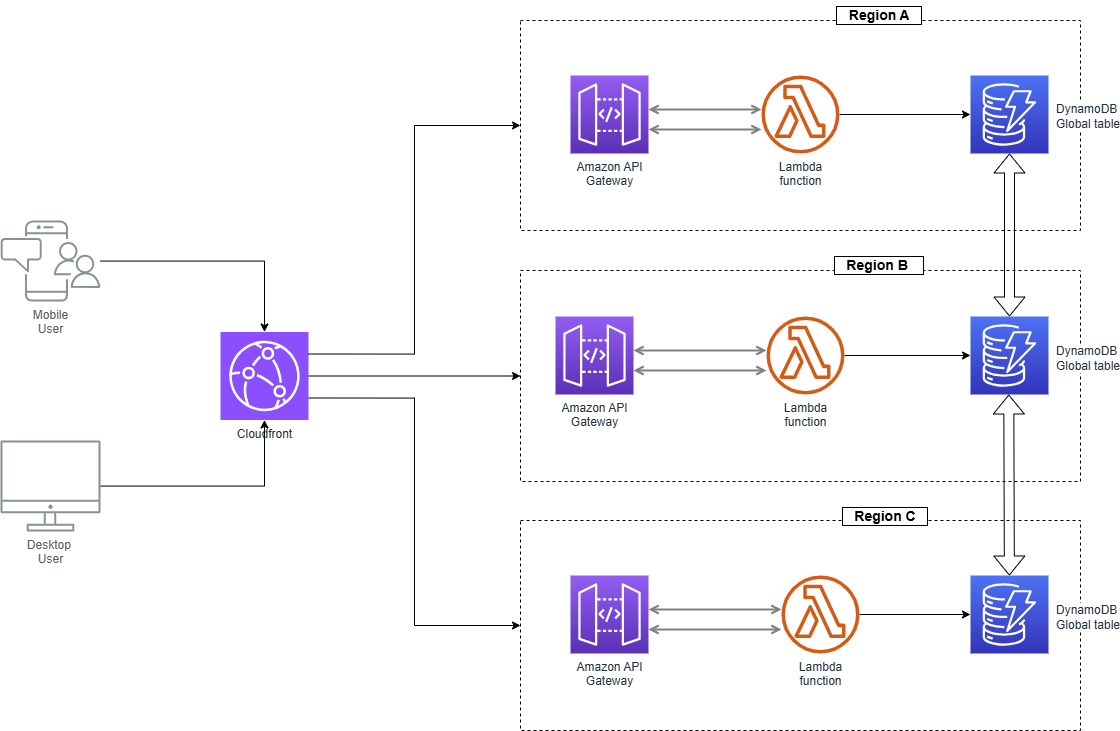 Region A
Amazon API
Gateway
Lambda
function
DynamoDB
Global table
Mobile
User
Region B
Amazon API
Gateway
Lambda
function
DynamoDB
Global table
Cloudfront
Desktop
User
Region C
Amazon API
Gateway
Lambda
function
DynamoDB
Global table